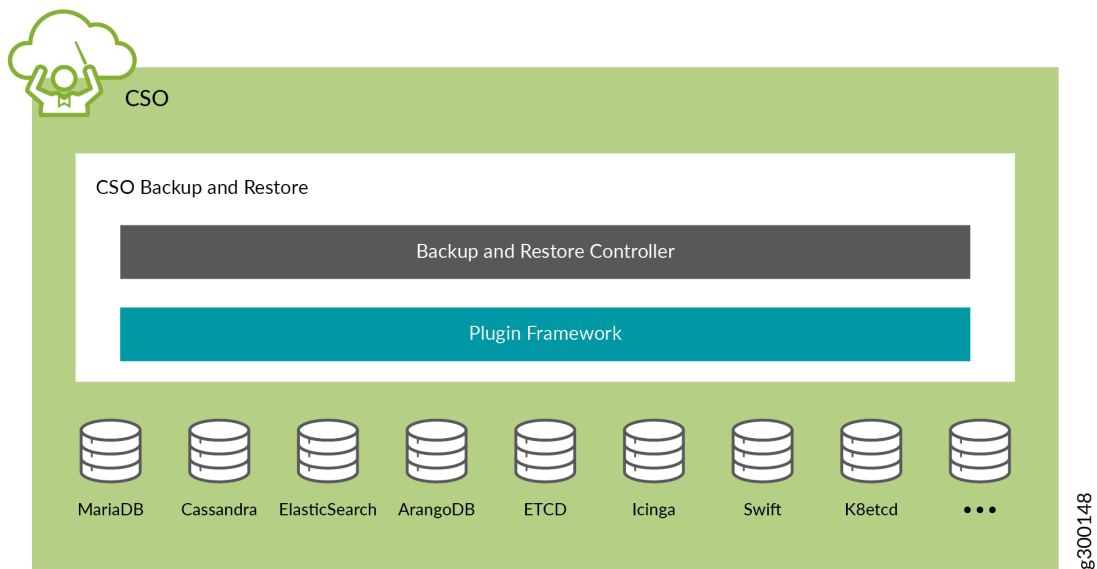 CSO
CSO Backup and Restore
Backup and Restore Controller
Plugin Framework
MariaDB Cassandra ElasticSearch ArangoDB ETCD Icinga Swift K8etcd •••
g300148